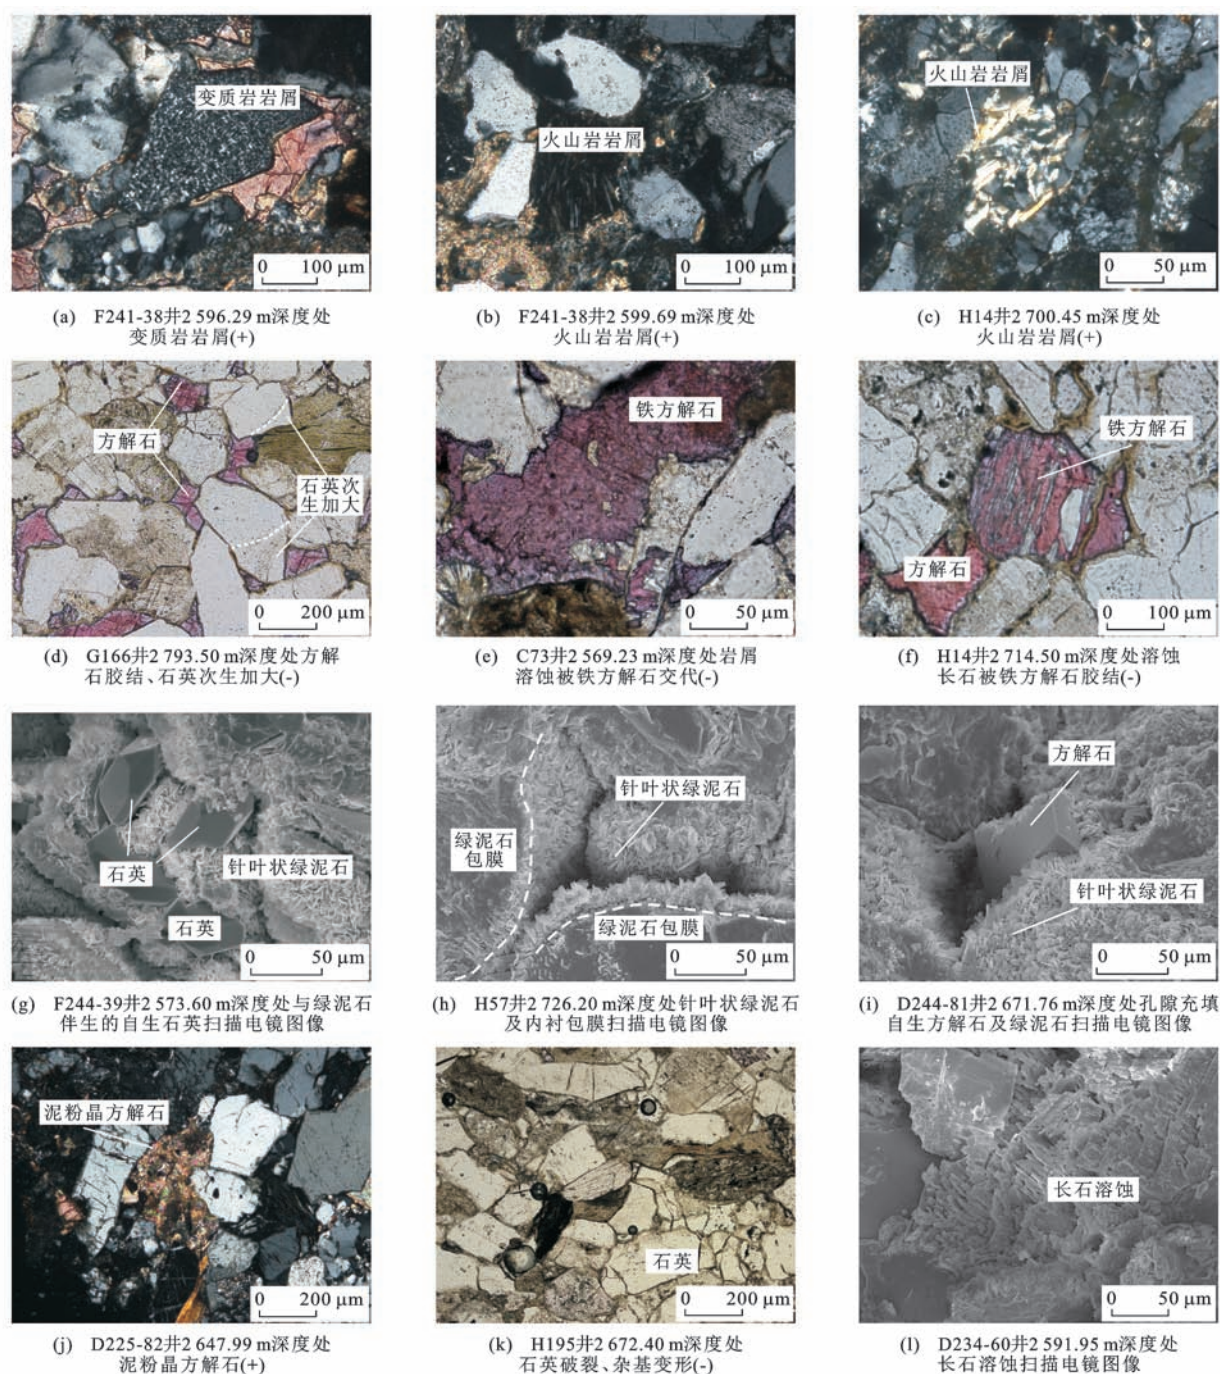 变质岩岩屑
0 100 μm
火山岩岩屑
0 100 μm
火山岩岩屑
0 50 μm
(a) F241-38井2 596.29 m深度处
变质岩岩屑(+)
(b) F241-38井2 599.69 m深度处
火山岩岩屑(+)
(c) H14井2 700.45 m深度处
火山岩岩屑(+)
方解石
石英次
生加大
0 200 μm
铁方解石
0 50 μm
铁方解石
方解石
0 100 μm
(d) G166井2 793.50 m深度处方解
石胶结、石英次生加大(-)
(e) C73井2 569.23 m深度处岩屑
溶蚀被铁方解石交代(-)
(f) H14井2 714.50 m深度处溶蚀
长石被铁方解石胶结(-)
石英
针叶状绿泥石
石英
0 50 μm
针叶状绿泥石
绿泥石
包膜
绿泥石包膜
0 50 μm
方解石
针叶状绿泥石
0 50 μm
(g) F244-39井2 573.60 m深度处与绿泥石
伴生的自生石英扫描电镜图像
(h) H57井2 726.20 m深度处针叶状绿泥石
及内衬包膜扫描电镜图像
(i) D244-81井2 671.76 m深度处孔隙充填
自生方解石及绿泥石扫描电镜图像
泥粉晶方解石
0 200 μm
石英
0 200 μm
长石溶蚀
0 50 μm
(j) D225-82井2 647.99 m深度处
泥粉晶方解石(+)
(k) H195井2 672.40 m深度处
石英破裂、杂基变形(-)
(l) D234-60井2 591.95 m深度处
长石溶蚀扫描电镜图像